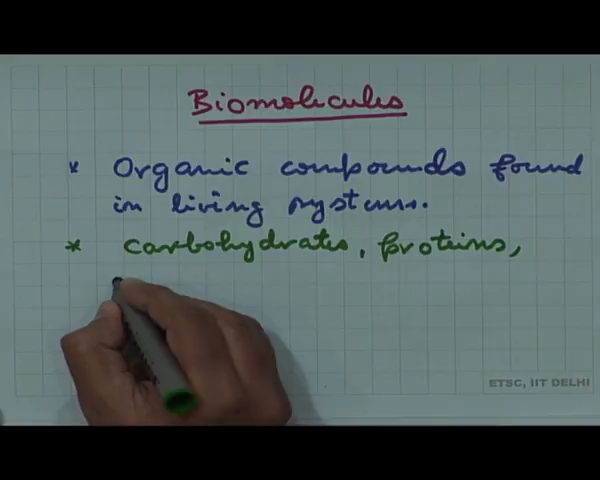 Biomolecules
* Organic compounds found
in living systems.
* carbohydrates, proteins,
ETSC, IIT DELHI